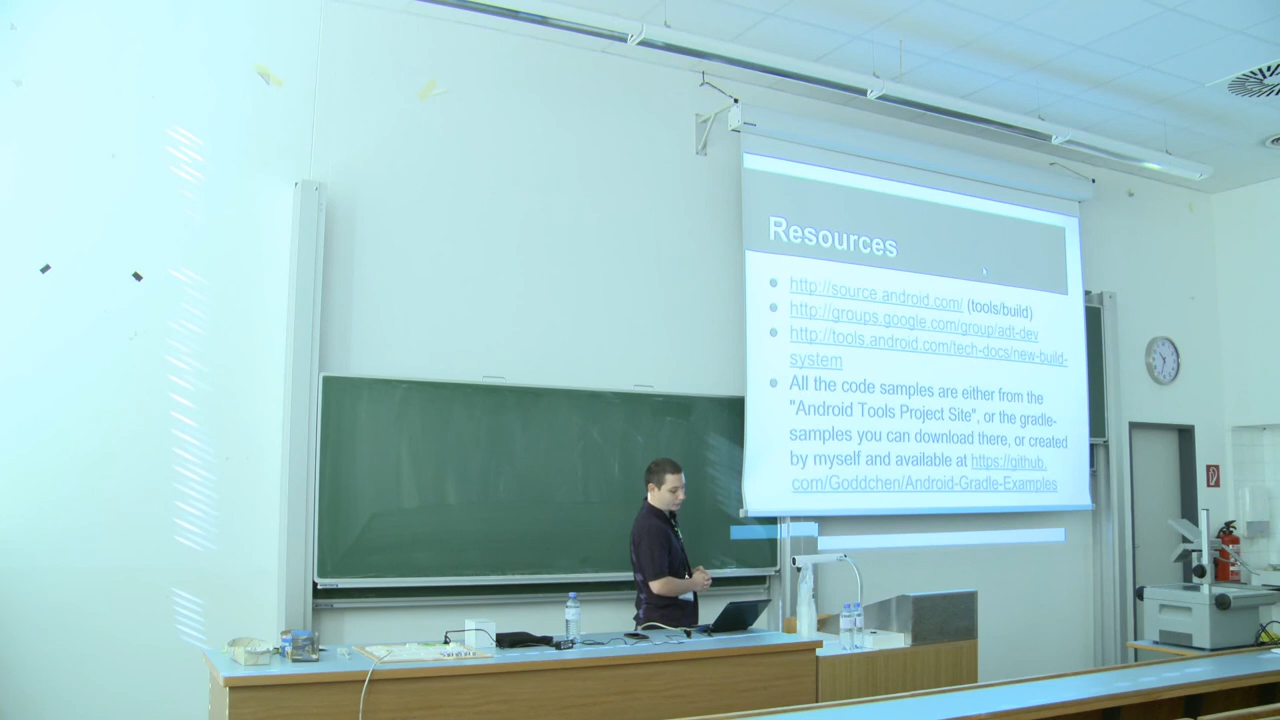 Resources
http://source.android.com/ (tools/build)
http://groups.google.com/group/adt-dev
http://tools.android.com/tech-docs/new-build-
system
All the code samples are either from the
"Android Tools Project Site", or the gradle-
samples you can download there, or created
by myself and available at https://github.
com/Goddchen/Android-Gradle-Examples